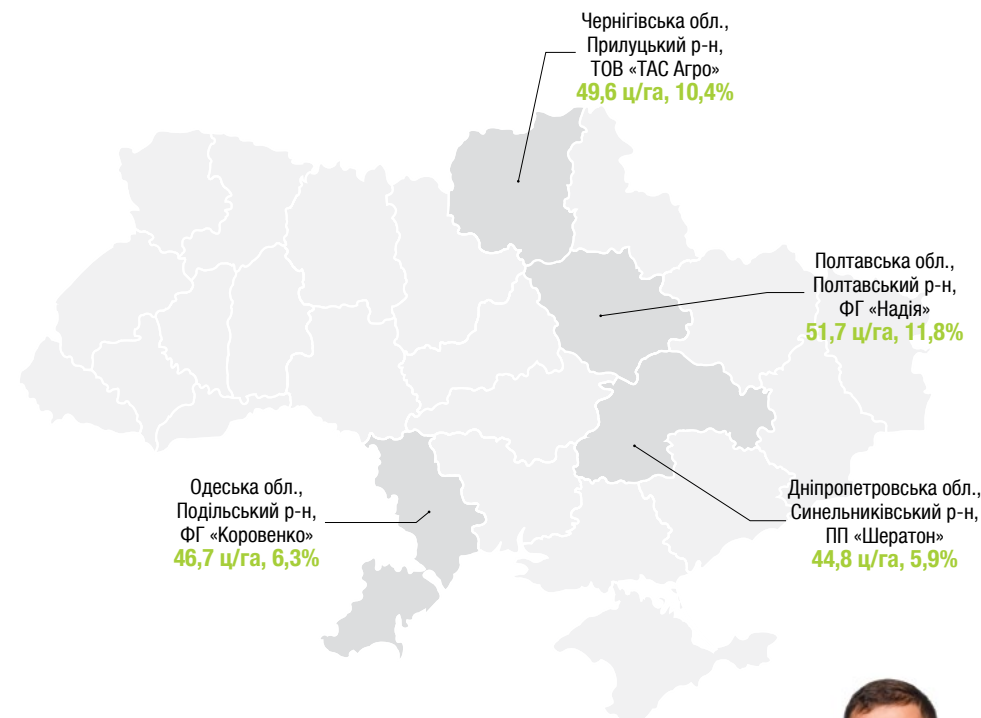 Чернігівська обл.,
Прилуцький р-н,
ТОВ «ТАС Агро»
49,6 ц/га, 10,4%
Полтавська обл.,
Полтавський р-н,
ФГ «Надія»
51,7 ц/га, 11,8%
Одеська обл.,
Подільський р-н,
ФГ «Коровенко»
46,7 ц/га, 6,3%
Дніпропетровська обл.,
Синельниківський р-н,
ПП «Шератон»
44,8 ц/га, 5,9%